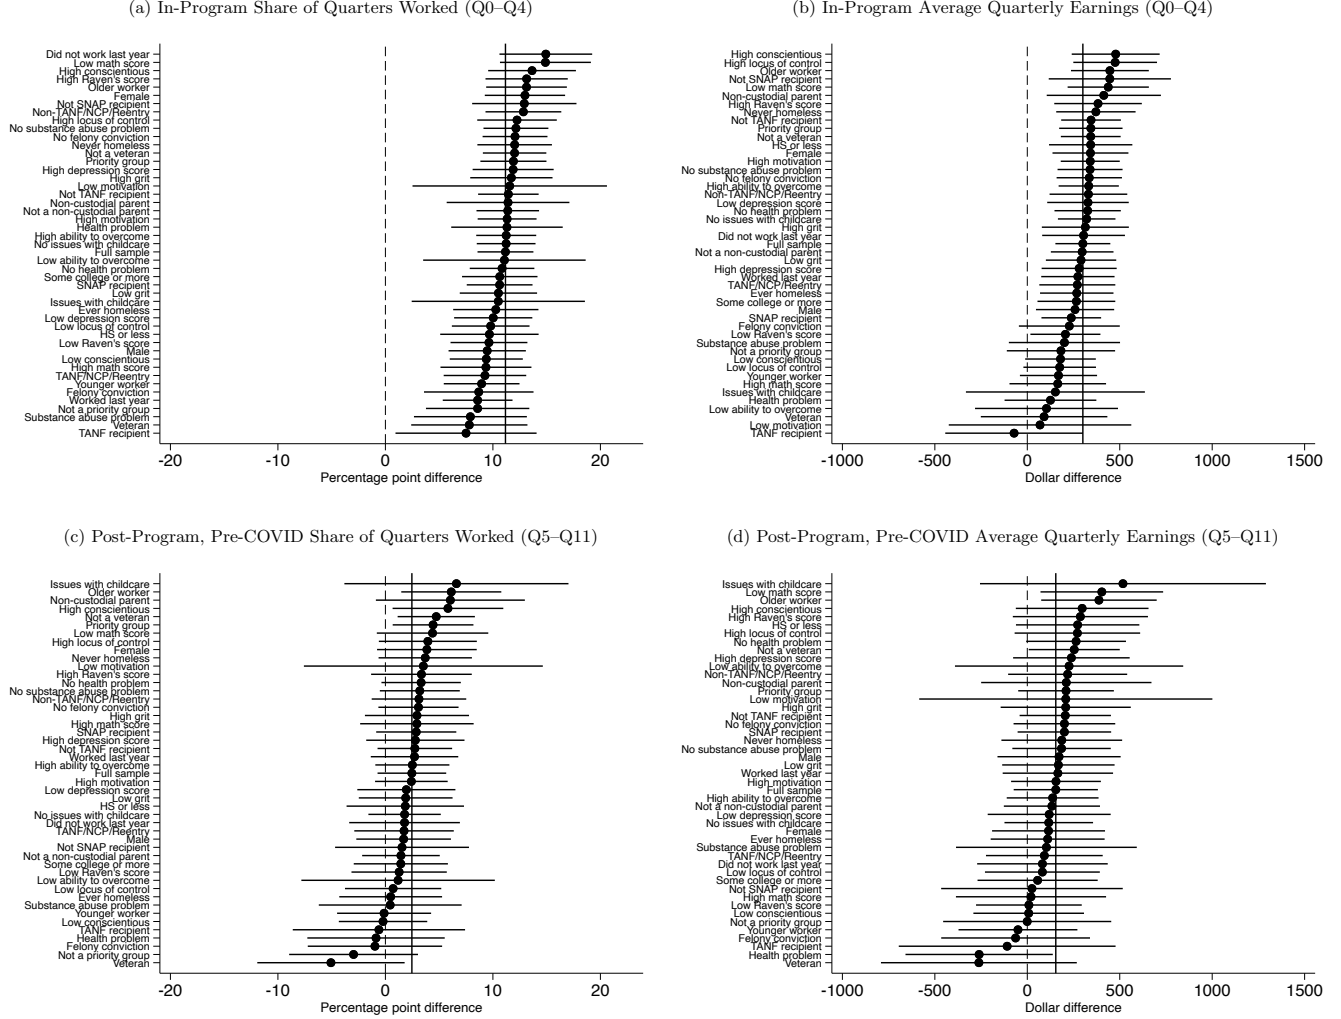 (a) In-Program Share of Quarters Worked (Q0–Q4)
Did not work last year
Low math score
High conscientious
High Raven's score
Older worker
Female
Not SNAP recipient
Non-TANF/NCP/Reentry
High locus of control
No substance abuse problem
No felony conviction
Never homeless
Not a veteran
Priority group
High depression score
High grit
Low motivation
Not TANF recipient
Non-custodial parent
Not a non-custodial parent
High motivation
Health problem
High ability to overcome
No issues with childcare
Full sample
Low ability to overcome
No health problem
Some college or more
SNAP recipient
Low grit
Issues with childcare
Ever homeless
Low depression score
Low locus of control
HS or less
Low Raven's score
Male
Low conscientious
High math score
TANF/NCP/Reentry
Younger worker
Felony conviction
Worked last year
Not a priority group
Substance abuse problem
Veteran
TANF recipient
-20 -10 0 10 20
Percentage point difference
(b) In-Program Average Quarterly Earnings (Q0–Q4)
High conscientious
High locus of control
Older worker
Not SNAP recipient
Low math score
Non-custodial parent
High Raven's score
Never homeless
Not TANF recipient
Priority group
Not a veteran
HS or less
Female
High motivation
No substance abuse problem
No felony conviction
High ability to overcome
Non-TANF/NCP/Reentry
Low depression score
No health problem
No issues with childcare
High grit
Did not work last year
Full sample
Not a non-custodial parent
Low grit
High depression score
Worked last year
TANF/NCP/Reentry
Ever homeless
Some college or more
Male
SNAP recipient
Felony conviction
Low Raven's score
Substance abuse problem
Not a priority group
Low conscientious
Low locus of control
Younger worker
High math score
Issues with childcare
Health problem
Low ability to overcome
Veteran
Low motivation
TANF recipient
-1000 -500 0 500 1000 1500
Dollar difference
(c) Post-Program, Pre-COVID Share of Quarters Worked (Q5–Q11)
Issues with childcare
Older worker
Non-custodial parent
High conscientious
Not a veteran
Priority group
Low math score
High locus of control
Female
Never homeless
Low motivation
High Raven's score
No health problem
No substance abuse problem
Non-TANF/NCP/Reentry
No felony conviction
High grit
High math score
SNAP recipient
High depression score
Not TANF recipient
Worked last year
High ability to overcome
Full sample
High motivation
Low depression score
Low grit
HS or less
No issues with childcare
Did not work last year
TANF/NCP/Reentry
Male
Not SNAP recipient
Not a non-custodial parent
Some college or more
Low Raven's score
Low ability to overcome
Low locus of control
Ever homeless
Substance abuse problem
Younger worker
Low conscientious
TANF recipient
Health problem
Felony conviction
Not a priority group
Veteran
-20 -10 0 10 20
Percentage point difference
(d) Post-Program, Pre-COVID Average Quarterly Earnings (Q5–Q11)
Issues with childcare
Low math score
Older worker
High conscientious
High Raven's score
HS or less
High locus of control
No health problem
Not a veteran
High depression score
Low ability to overcome
Non-TANF/NCP/Reentry
Non-custodial parent
Priority group
Low motivation
High grit
Not TANF recipient
No felony conviction
SNAP recipient
Never homeless
No substance abuse problem
Male
Low grit
Worked last year
High motivation
Full sample
High ability to overcome
Not a non-custodial parent
Low depression score
No issues with childcare
Female
Ever homeless
Substance abuse problem
TANF/NCP/Reentry
Did not work last year
Low locus of control
Some college or more
Not SNAP recipient
High math score
Low Raven's score
Low conscientious
Not a priority group
Younger worker
Felony conviction
TANF recipient
Health problem
Veteran
-1000 -500 0 500 1000 1500
Dollar difference